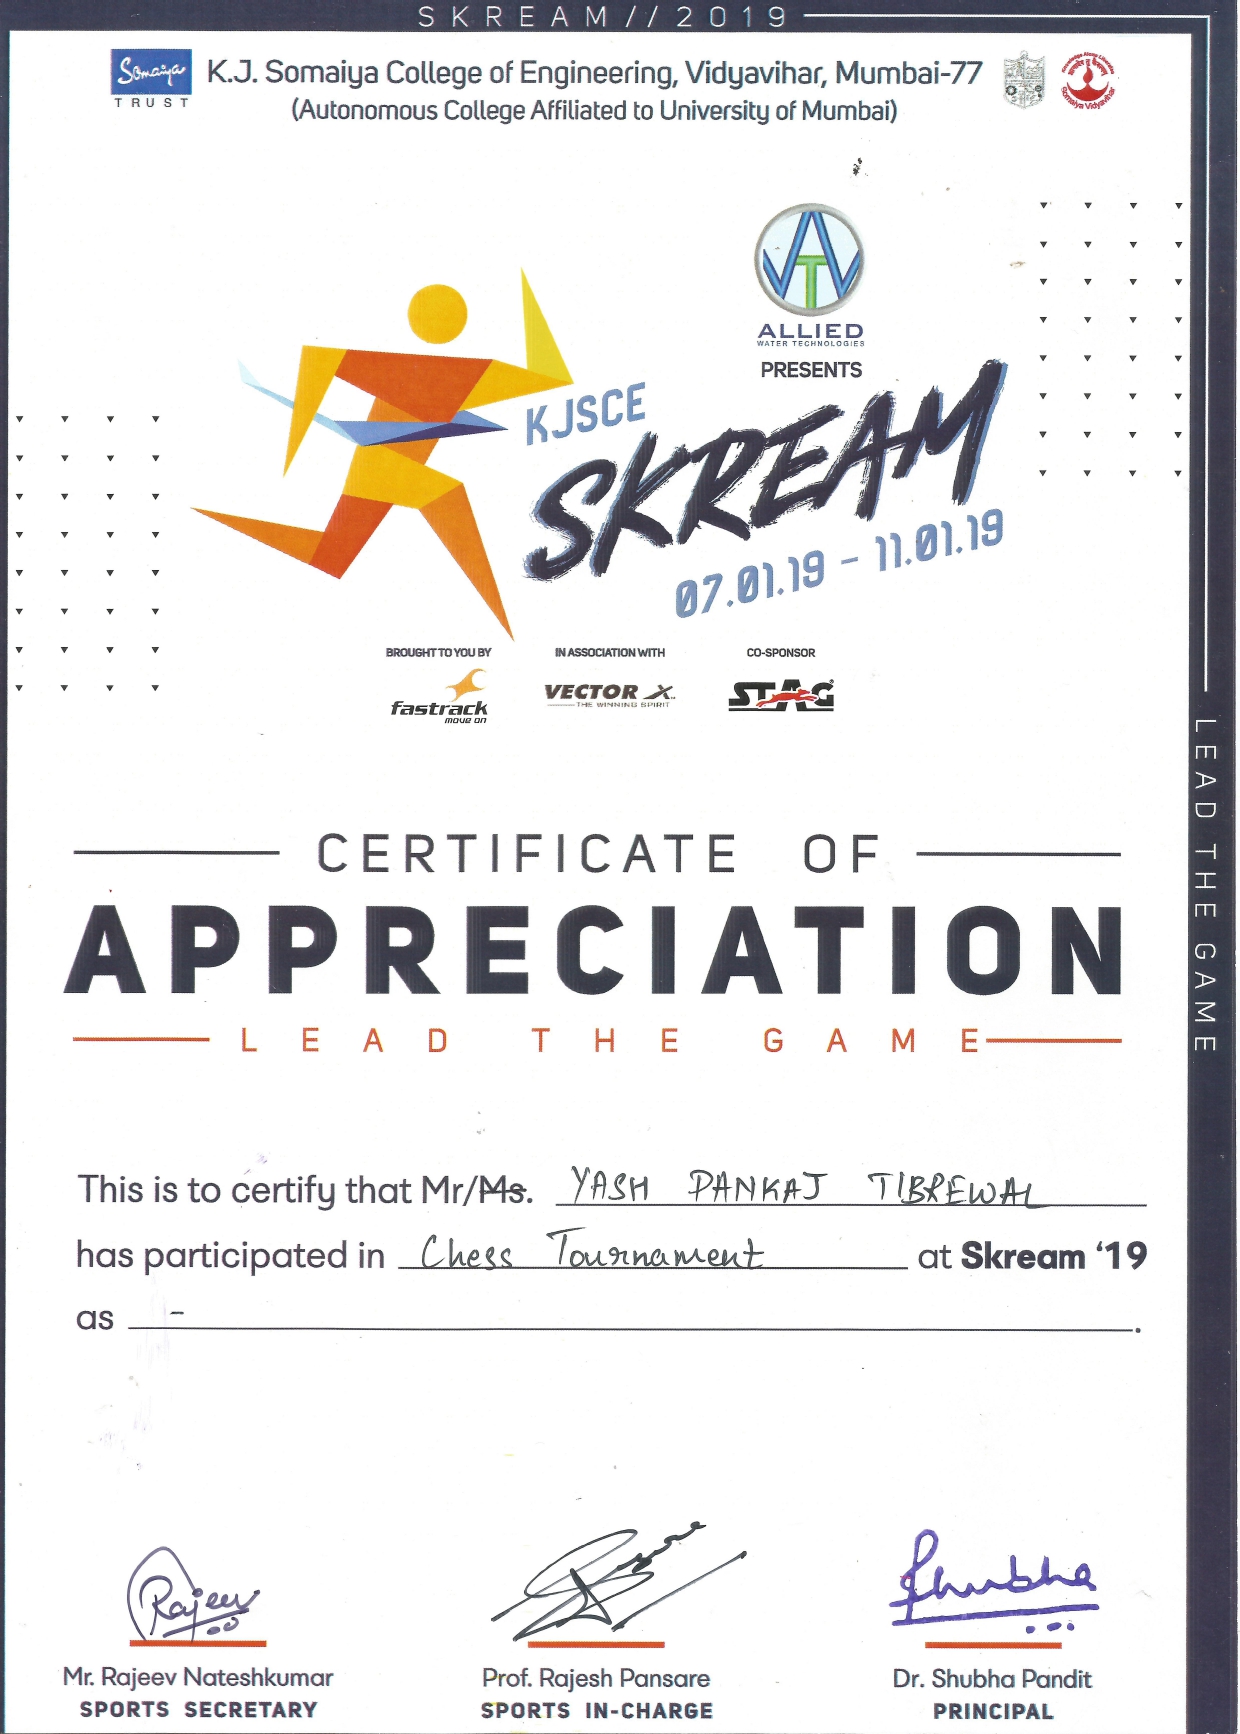 SKREAM//2019
Somaiya
TRUST
K.J. Somaiya College of Engineering, Vidyavihar, Mumbai-77
(Autonomous College Affiliated to University of Mumbai)
Somaiya Vidyavihar
ALLIED
WATER TECHNOLOGIES
PRESENTS
KJSCE
SKREAM
07.01.19 - 11.01.19
BROUGHT TO YOU BY
fastrack
move on
IN ASSOCIATION WITH
VECTOR X
THE WINNING SPIRIT
CO-SPONSOR
STAG
LEAD THE GAME
CERTIFICATE OF
APPRECIATION
LEAD THE GAME
This is to certify that Mr/Ms. YASH PANKAJ TIBREWAL
has participated in Chess Tournament at Skream '19
as -.
Rajeev
Shubha
Mr. Rajeev Nateshkumar
SPORTS SECRETARY
Prof. Rajesh Pansare
SPORTS IN-CHARGE
Dr. Shubha Pandit
PRINCIPAL